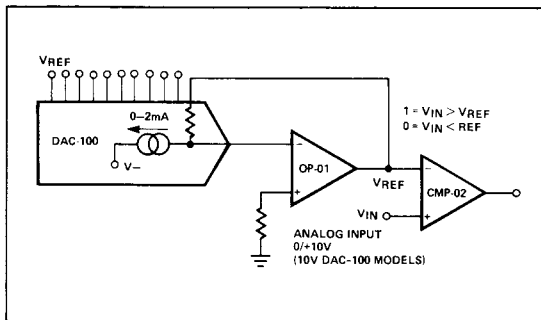 VREF
0–2mA
DAC-100
V–
–
OP-01
+
VREF
1 = VIN > VREF
0 = VIN < REF
–
CMP-02
VIN
+
ANALOG INPUT
0/+10V
(10V DAC-100 MODELS)